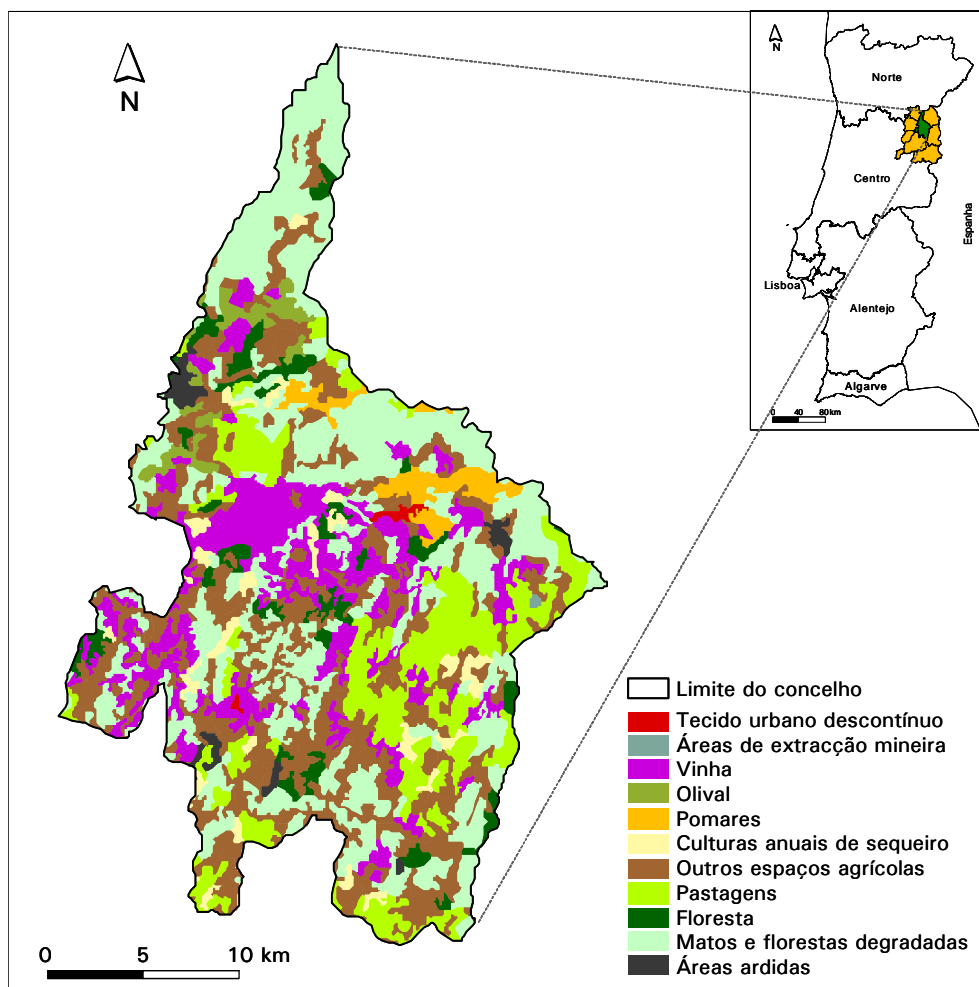 N
N
Norte
Centro
Espanha
Lisboa
Alentejo
Algarve
0 40 80km
Limite do concelho
Tecido urbano descontínuo
Áreas de extracção mineira
Vinha
Olival
Pomares
Culturas anuais de sequeiro
Outros espaços agrícolas
Pastagens
Floresta
Matos e florestas degradadas
Áreas ardidas
0 5 10 km